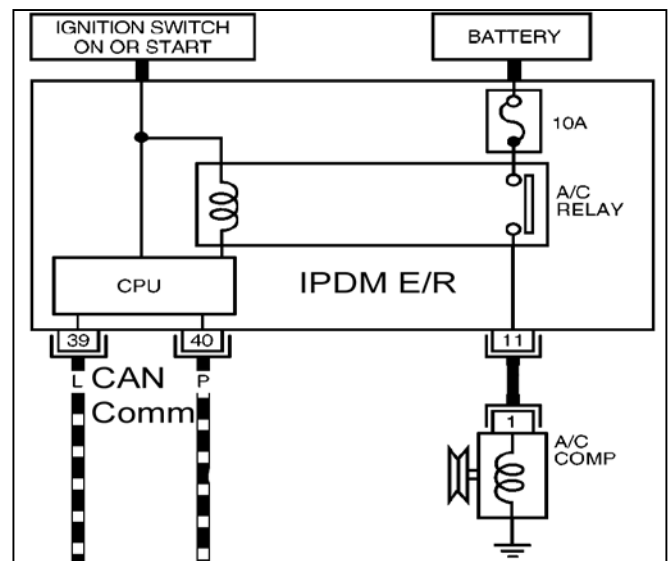 IGNITION SWITCH
ON OR START
BATTERY
10A
A/C
RELAY
CPU
IPDM E/R
39
40
11
L
CAN
Comm
P
1
A/C
COMP